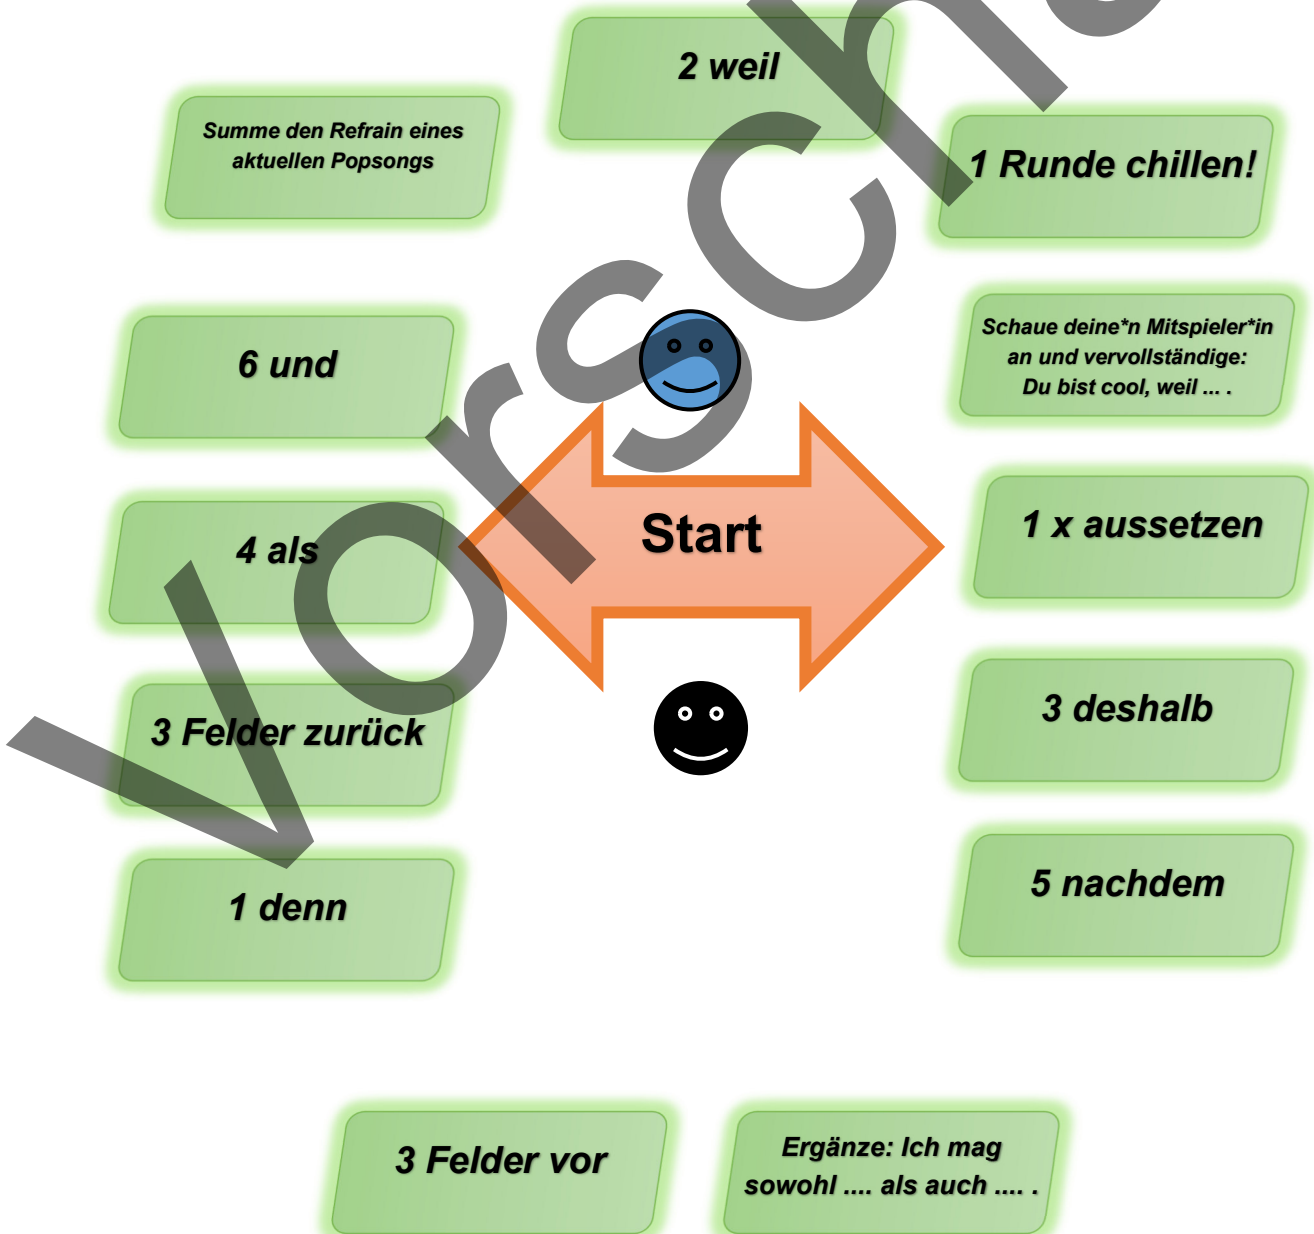 2 weil
Summe den Refrain eines
aktuellen Popsongs
1 Runde chillen!
6 und
Schaue deine*n Mitspieler*in
an und vervollständige:
Du bist cool, weil ... .
4 als
Start
1 x aussetzen
3 Felder zurück
3 deshalb
1 denn
5 nachdem
3 Felder vor
Ergänze: Ich mag
sowohl .... als auch .... .